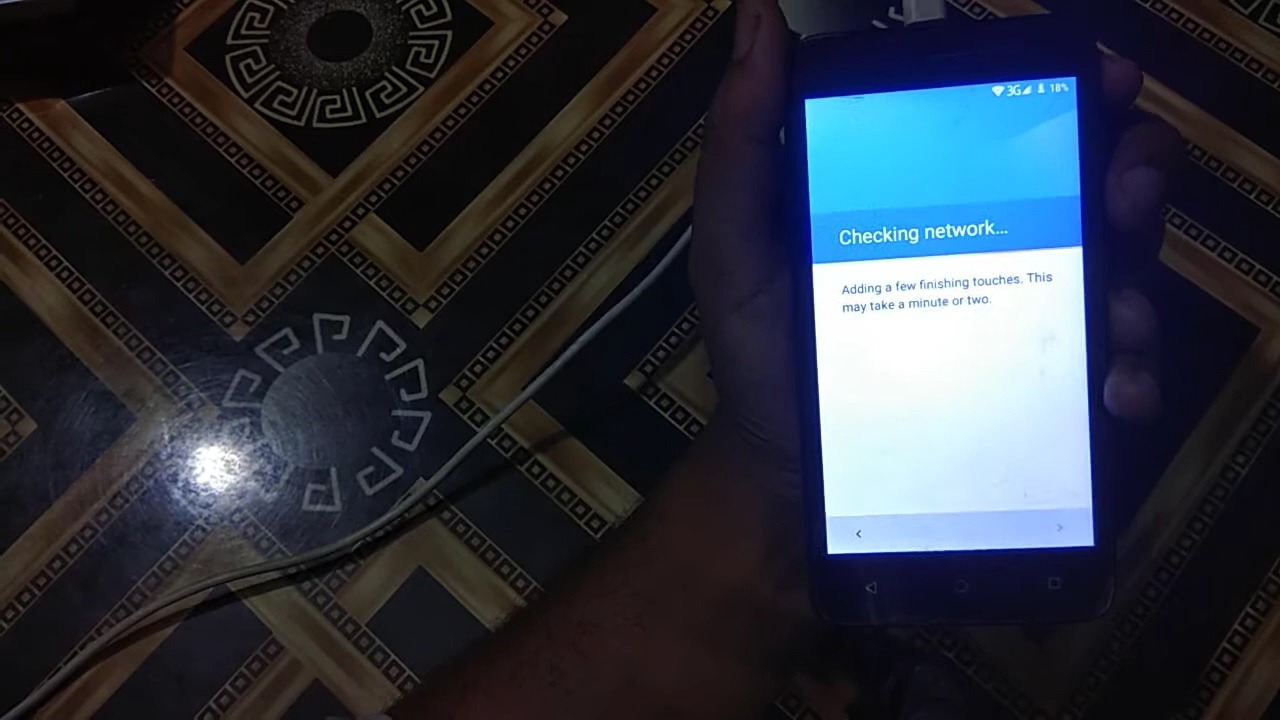 3G 18%
Checking network...
Adding a few finishing touches. This
may take a minute or two.